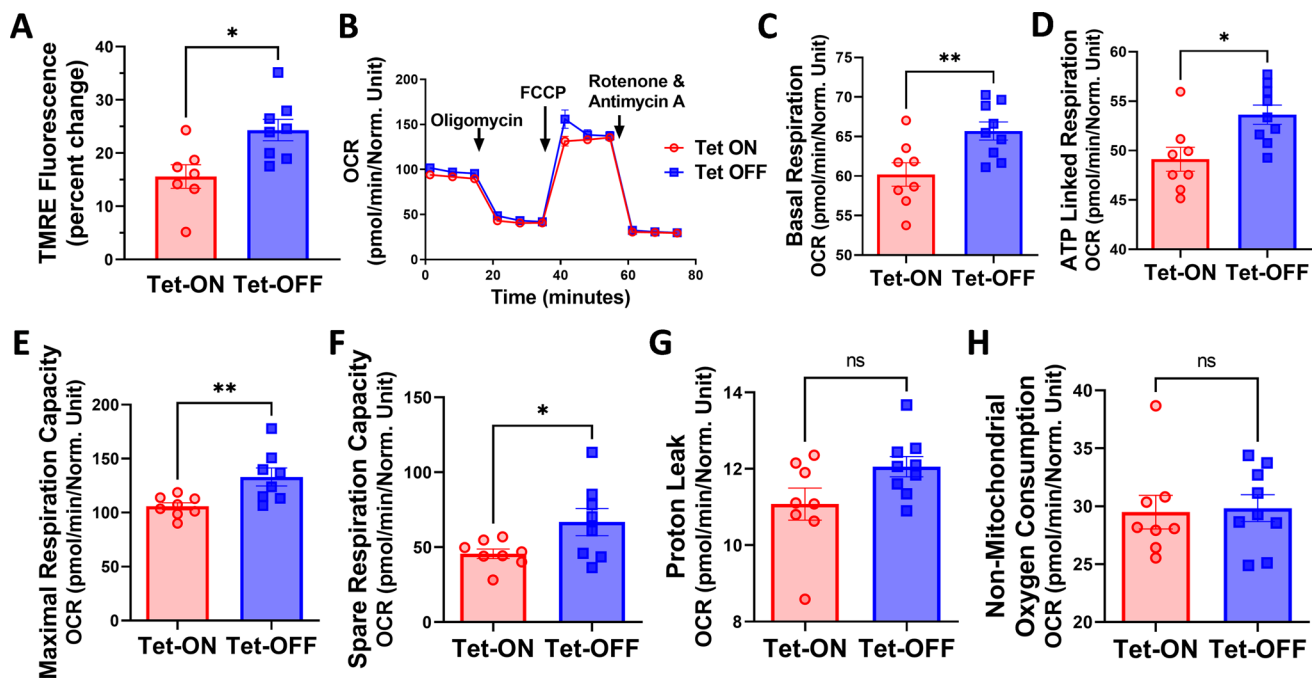 A
TMRE Fluorescence
(percent change)
40
30
20
10
0
*
Tet-ON Tet-OFF
B
OCR
(pmol/min/Norm. Unit)
200
150
100
50
0
0 20 40 60 80
Time (minutes)
Oligomycin
FCCP
Rotenone &
Antimycin A
Tet ON
Tet OFF
C
Basal Respiration
OCR (pmol/min/Norm. Unit)
75
70
65
60
55
50
**
Tet-ON Tet-OFF
D
ATP Linked Respiration
OCR (pmol/min/Norm. Unit)
60
55
50
45
40
*
Tet-ON Tet-OFF
E
Maximal Respiration Capacity
OCR (pmol/min/Norm. Unit)
200
150
100
50
0
**
Tet-ON Tet-OFF
F
Spare Respiration Capacity
OCR (pmol/min/Norm. Unit)
150
100
50
0
*
Tet-ON Tet-OFF
G
Proton Leak
OCR (pmol/min/Norm. Unit)
14
12
10
8
ns
Tet-ON Tet-OFF
H
Non-Mitochondrial
Oxygen Consumption
OCR (pmol/min/Norm. Unit)
40
35
30
25
20
ns
Tet-ON Tet-OFF